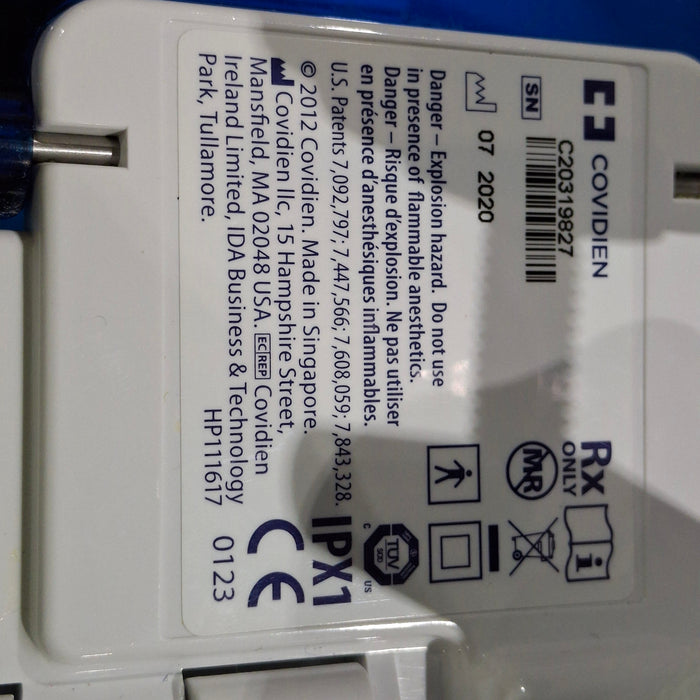 COVIDIEN
SN
C20319827
07 2020
Danger – Explosion hazard. Do not use
in presence of flammable anesthetics.
Danger – Risque d'explosion. Ne pas utiliser
en présence d'anesthésiques inflammables.
U.S. Patents 7,092,797; 7,447,566; 7,608,059; 7,843,328.
© 2012 Covidien. Made in Singapore.
Covidien llc, 15 Hampshire Street,
Mansfield, MA 02048 USA. EC REP Covidien
Ireland Limited, IDA Business & Technology
Park, Tullamore.
HP111617
Rx
ONLY
i
MR
TÜV
SÜD
C US
IPX1
CE
0123